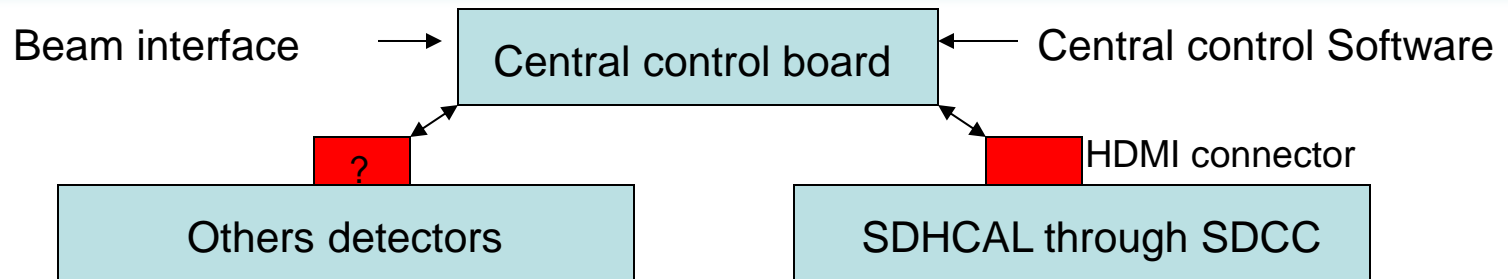 Beam interface
Central control board
Central control Software
?
HDMI connector
Others detectors
SDHCAL through SDCC